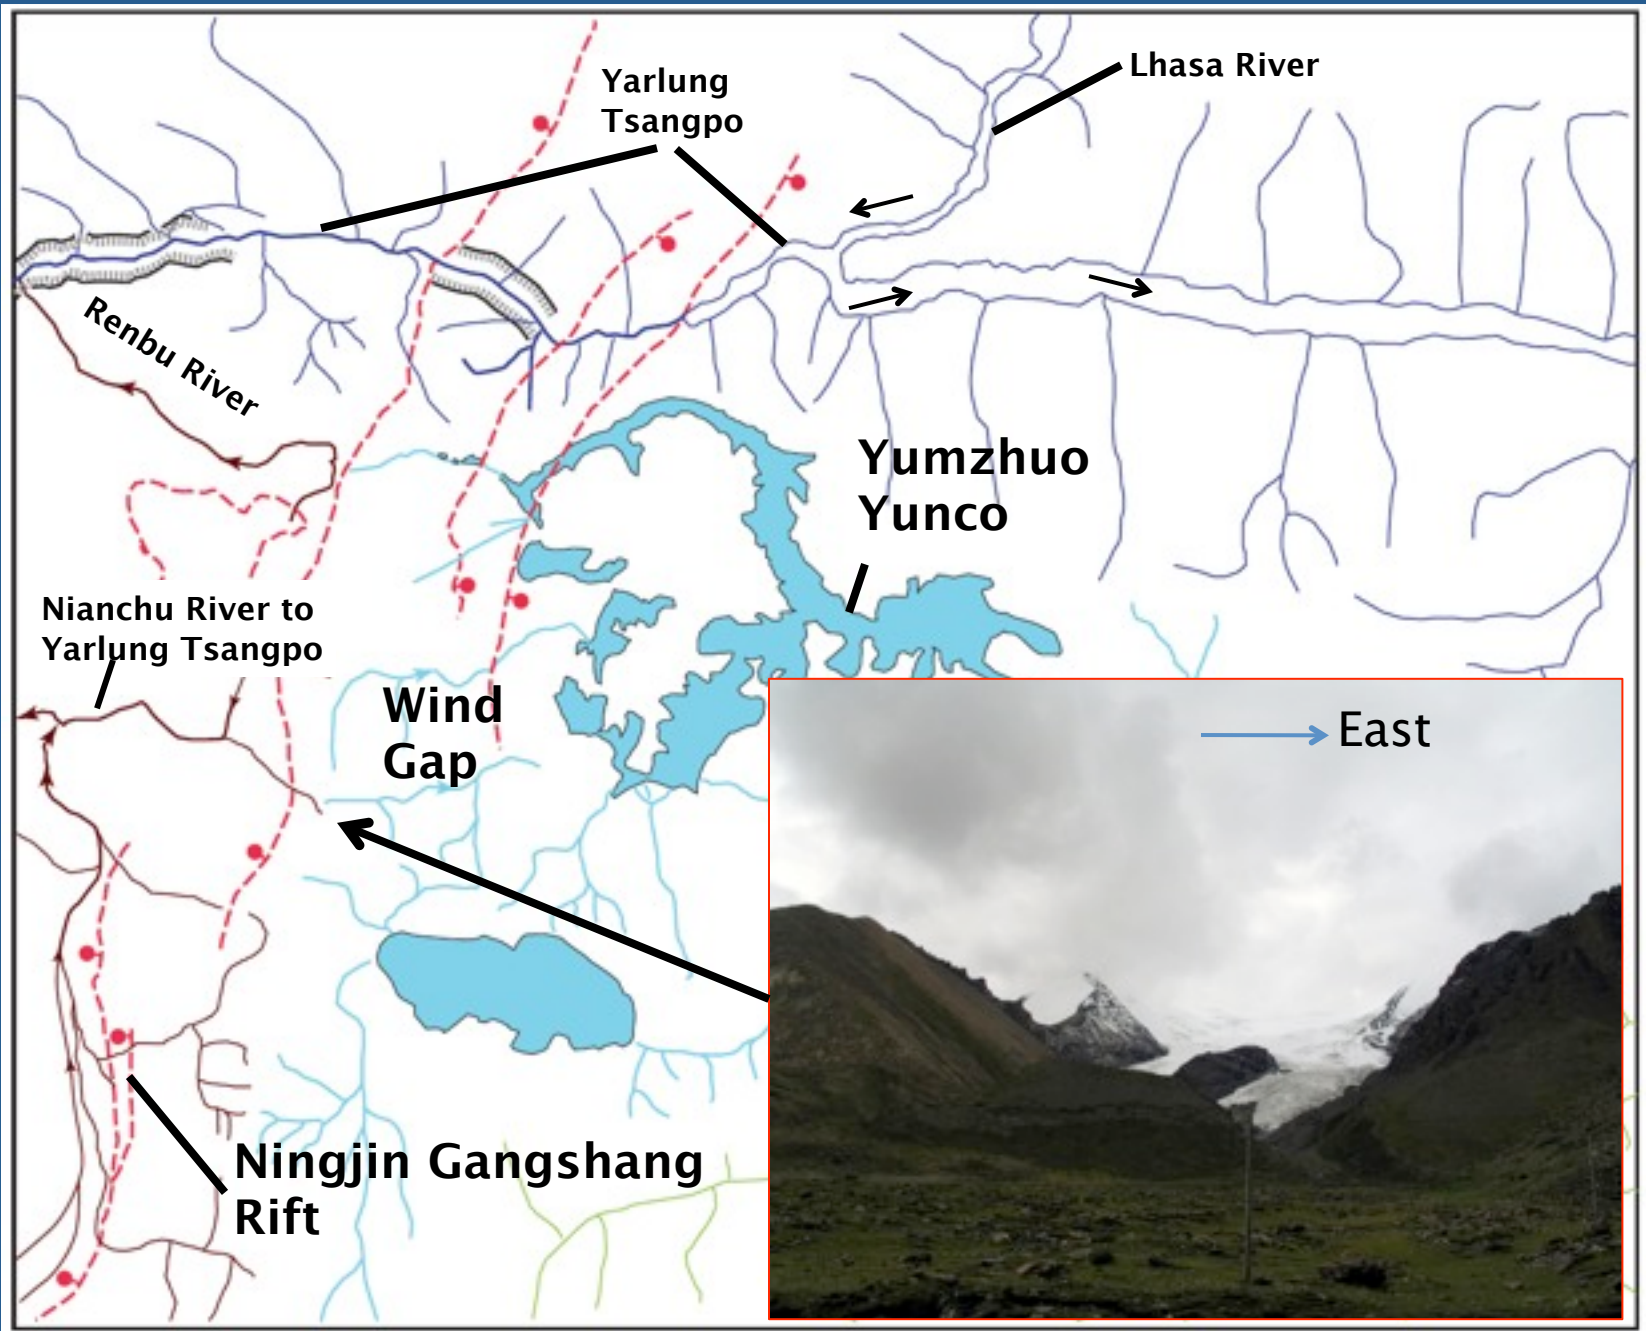 Yarlung
Tsangpo
Lhasa River
Renbu River
Yumzhuo
Yunco
Nianchu River to
Yarlung Tsangpo
Wind
Gap
East
Ningjin Gangshang
Rift